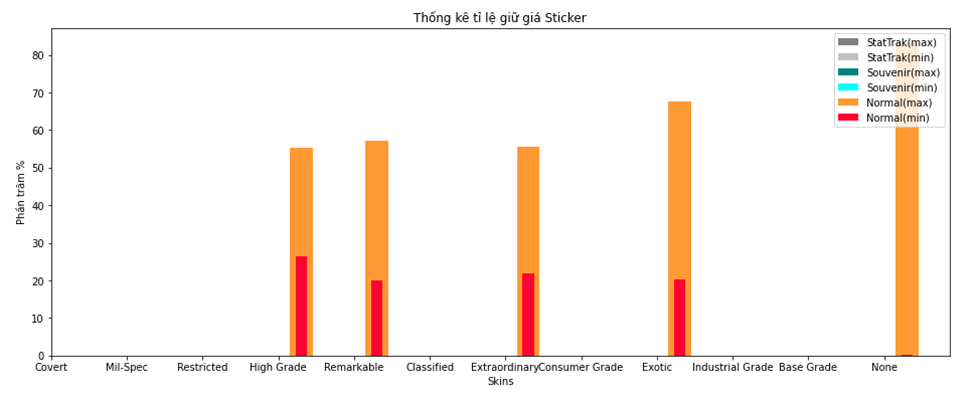 Thống kê tỉ lệ giữ giá Sticker
StatTrak(max)
StatTrak(min)
Souvenir(max)
Souvenir(min)
Normal(max)
Normal(min)
Phần trăm %
80
70
60
50
40
30
20
10
0
Covert Mil-Spec Restricted High Grade Remarkable Classified Extraordinary Consumer Grade Exotic Industrial Grade Base Grade None
Skins